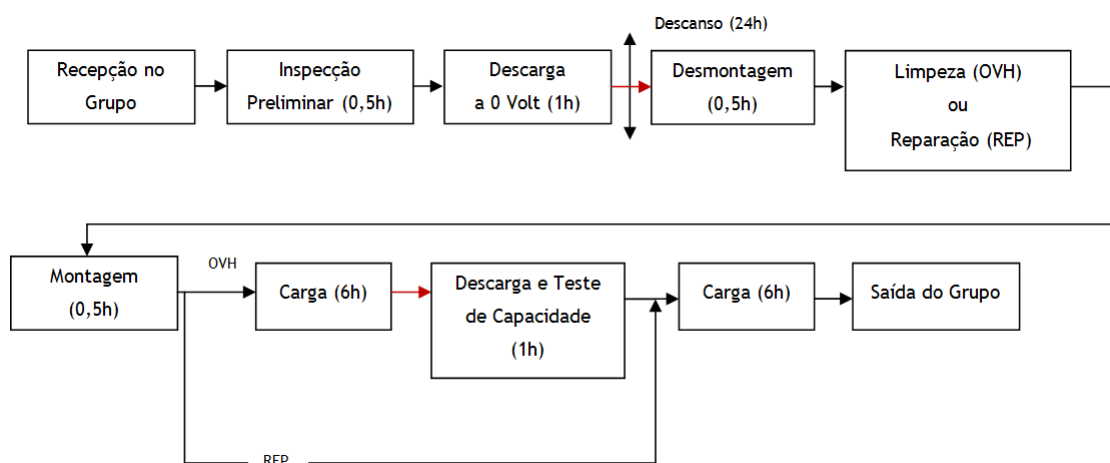 Descanso (24h)
Recepção no
Grupo
Inspecção
Preliminar (0,5h)
Descarga
a 0 Volt (1h)
Desmontagem
(0,5h)
Limpeza (OVH)
ou
Reparação (REP)
Montagem
(0,5h)
OVH
Carga (6h)
Descarga e Teste
de Capacidade
(1h)
Carga (6h)
Saída do Grupo
REP